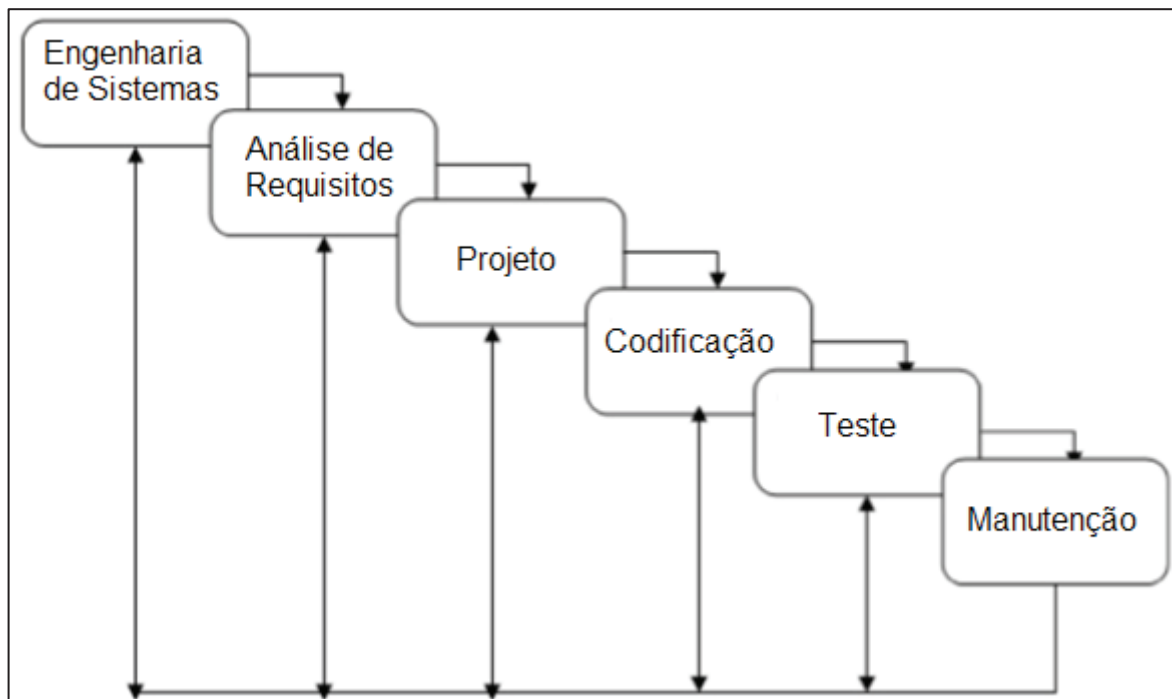 Engenharia
de Sistemas
Análise de
Requisitos
Projeto
Codificação
Teste
Manutenção